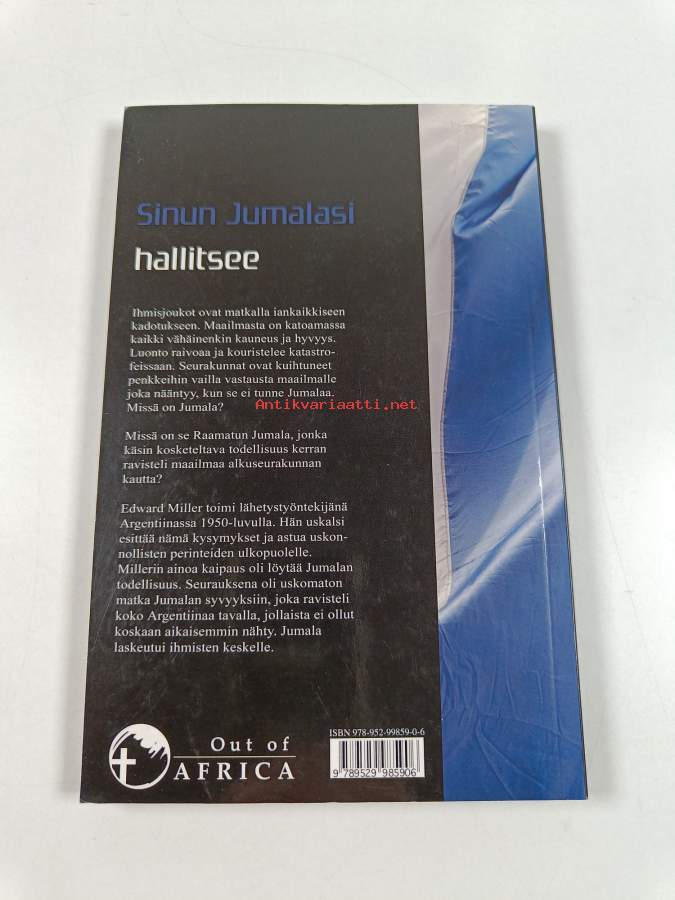 Sinun Jumalasi
hallitsee
Ihmisjoukot ovat matkalla iankaikkiseen
kadotukseen. Maailmasta on katoamassa
kaikki vähäinenkin kauneus ja hyvyys.
Luonto raivoaa ja kouristelee katastro-
feissaan. Seurakunnat ovat kuihtuneet
penkkeihin vailla vastausta maailmalle
joka nääntyy, kun se ei tunne Jumalaa.
Missä on Jumala?
Antikvariaatti.net
Missä on se Raamatun Jumala, jonka
käsin kosketeltava todellisuus kerran
ravisteli maailmaa alkuseurakunnan
kautta?
Edward Miller toimi lähetystyöntekijänä
Argentiinassa 1950-luvulla. Hän uskalsi
esittää nämä kysymykset ja astua uskon-
nollisten perinteiden ulkopuolelle.
Millerin ainoa kaipaus oli löytää Jumalan
todellisuus. Seurauksena oli uskomaton
matka Jumalan syvyyksiin, joka ravisteli
koko Argentiinaa tavalla, jollaista ei ollut
koskaan aikaisemmin nähty. Jumala
laskeutui ihmisten keskelle.
Out of
AFRICA
ISBN 978-952-99859-0-6
9 789529 985906